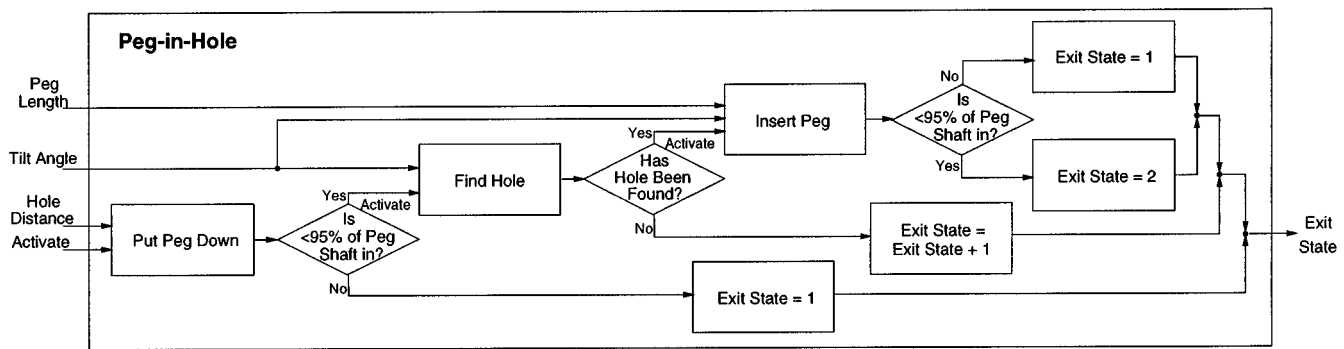 Peg-in-Hole
Peg
Length
Tilt Angle
Hole
Distance
Activate
Put Peg Down
Is
<95% of Peg
Shaft in?
Yes
Activate
No
Find Hole
Has
Hole Been
Found?
Yes
Activate
No
Insert Peg
Is
<95% of Peg
Shaft in?
No
Yes
Exit State = 1
Exit State = 2
Exit State =
Exit State + 1
Exit State = 1
Exit
State